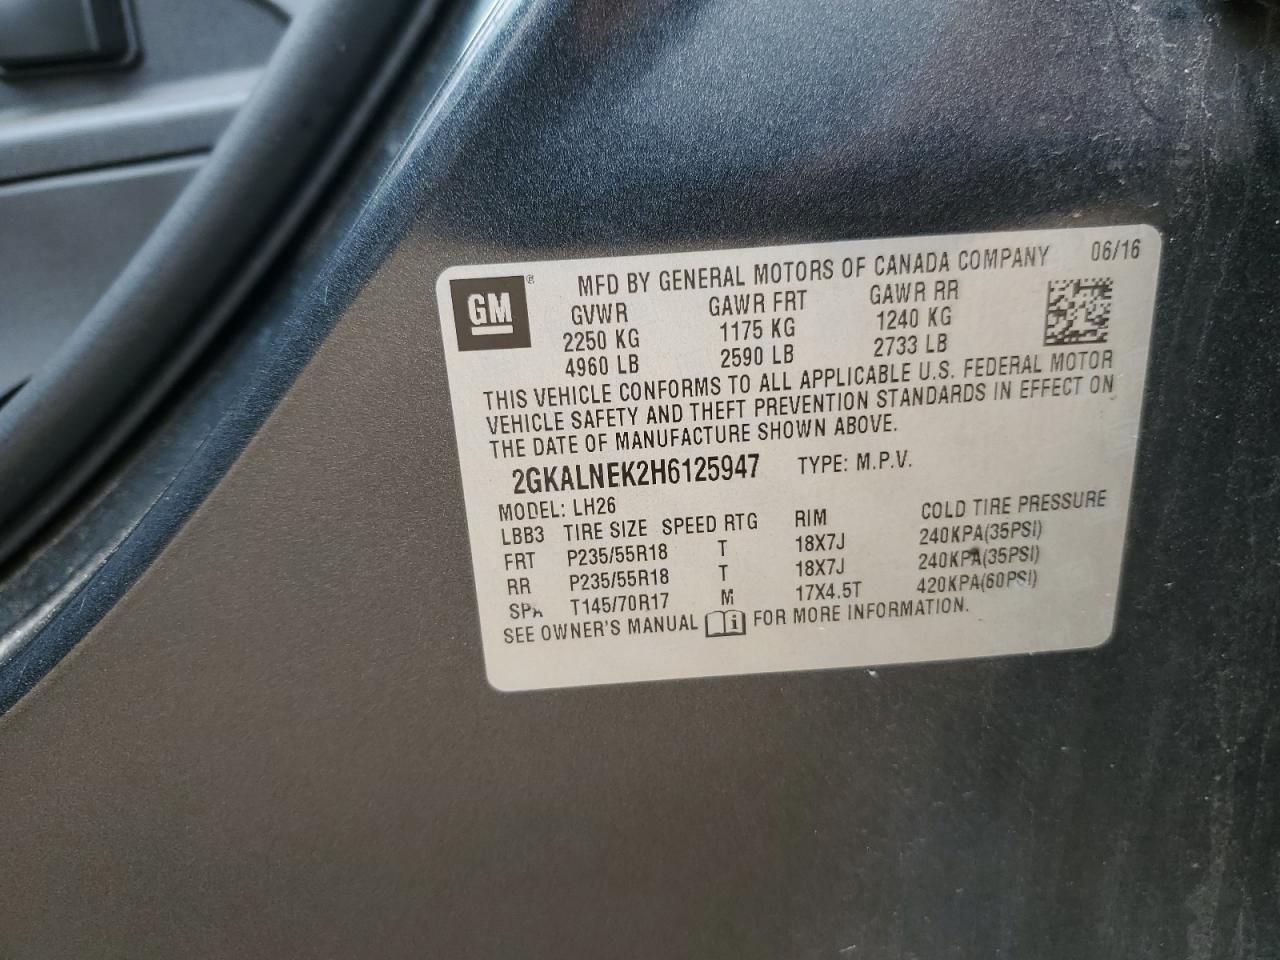 GM ®
MFD BY GENERAL MOTORS OF CANADA COMPANY 06/16
GVWR GAWR FRT GAWR RR
2250 KG 1175 KG 1240 KG
4960 LB 2590 LB 2733 LB
THIS VEHICLE CONFORMS TO ALL APPLICABLE U.S. FEDERAL MOTOR
VEHICLE SAFETY AND THEFT PREVENTION STANDARDS IN EFFECT ON
THE DATE OF MANUFACTURE SHOWN ABOVE.
2GKALNEK2H6125947 TYPE: M.P.V.
MODEL: LH26
LBB3 TIRE SIZE SPEED RTG RIM COLD TIRE PRESSURE
FRT P235/55R18 T 18X7J 240KPA(35PSI)
RR P235/55R18 T 18X7J 240KPA(35PSI)
SPA T145/70R17 M 17X4.5T 420KPA(60PSI)
SEE OWNER'S MANUAL i FOR MORE INFORMATION.